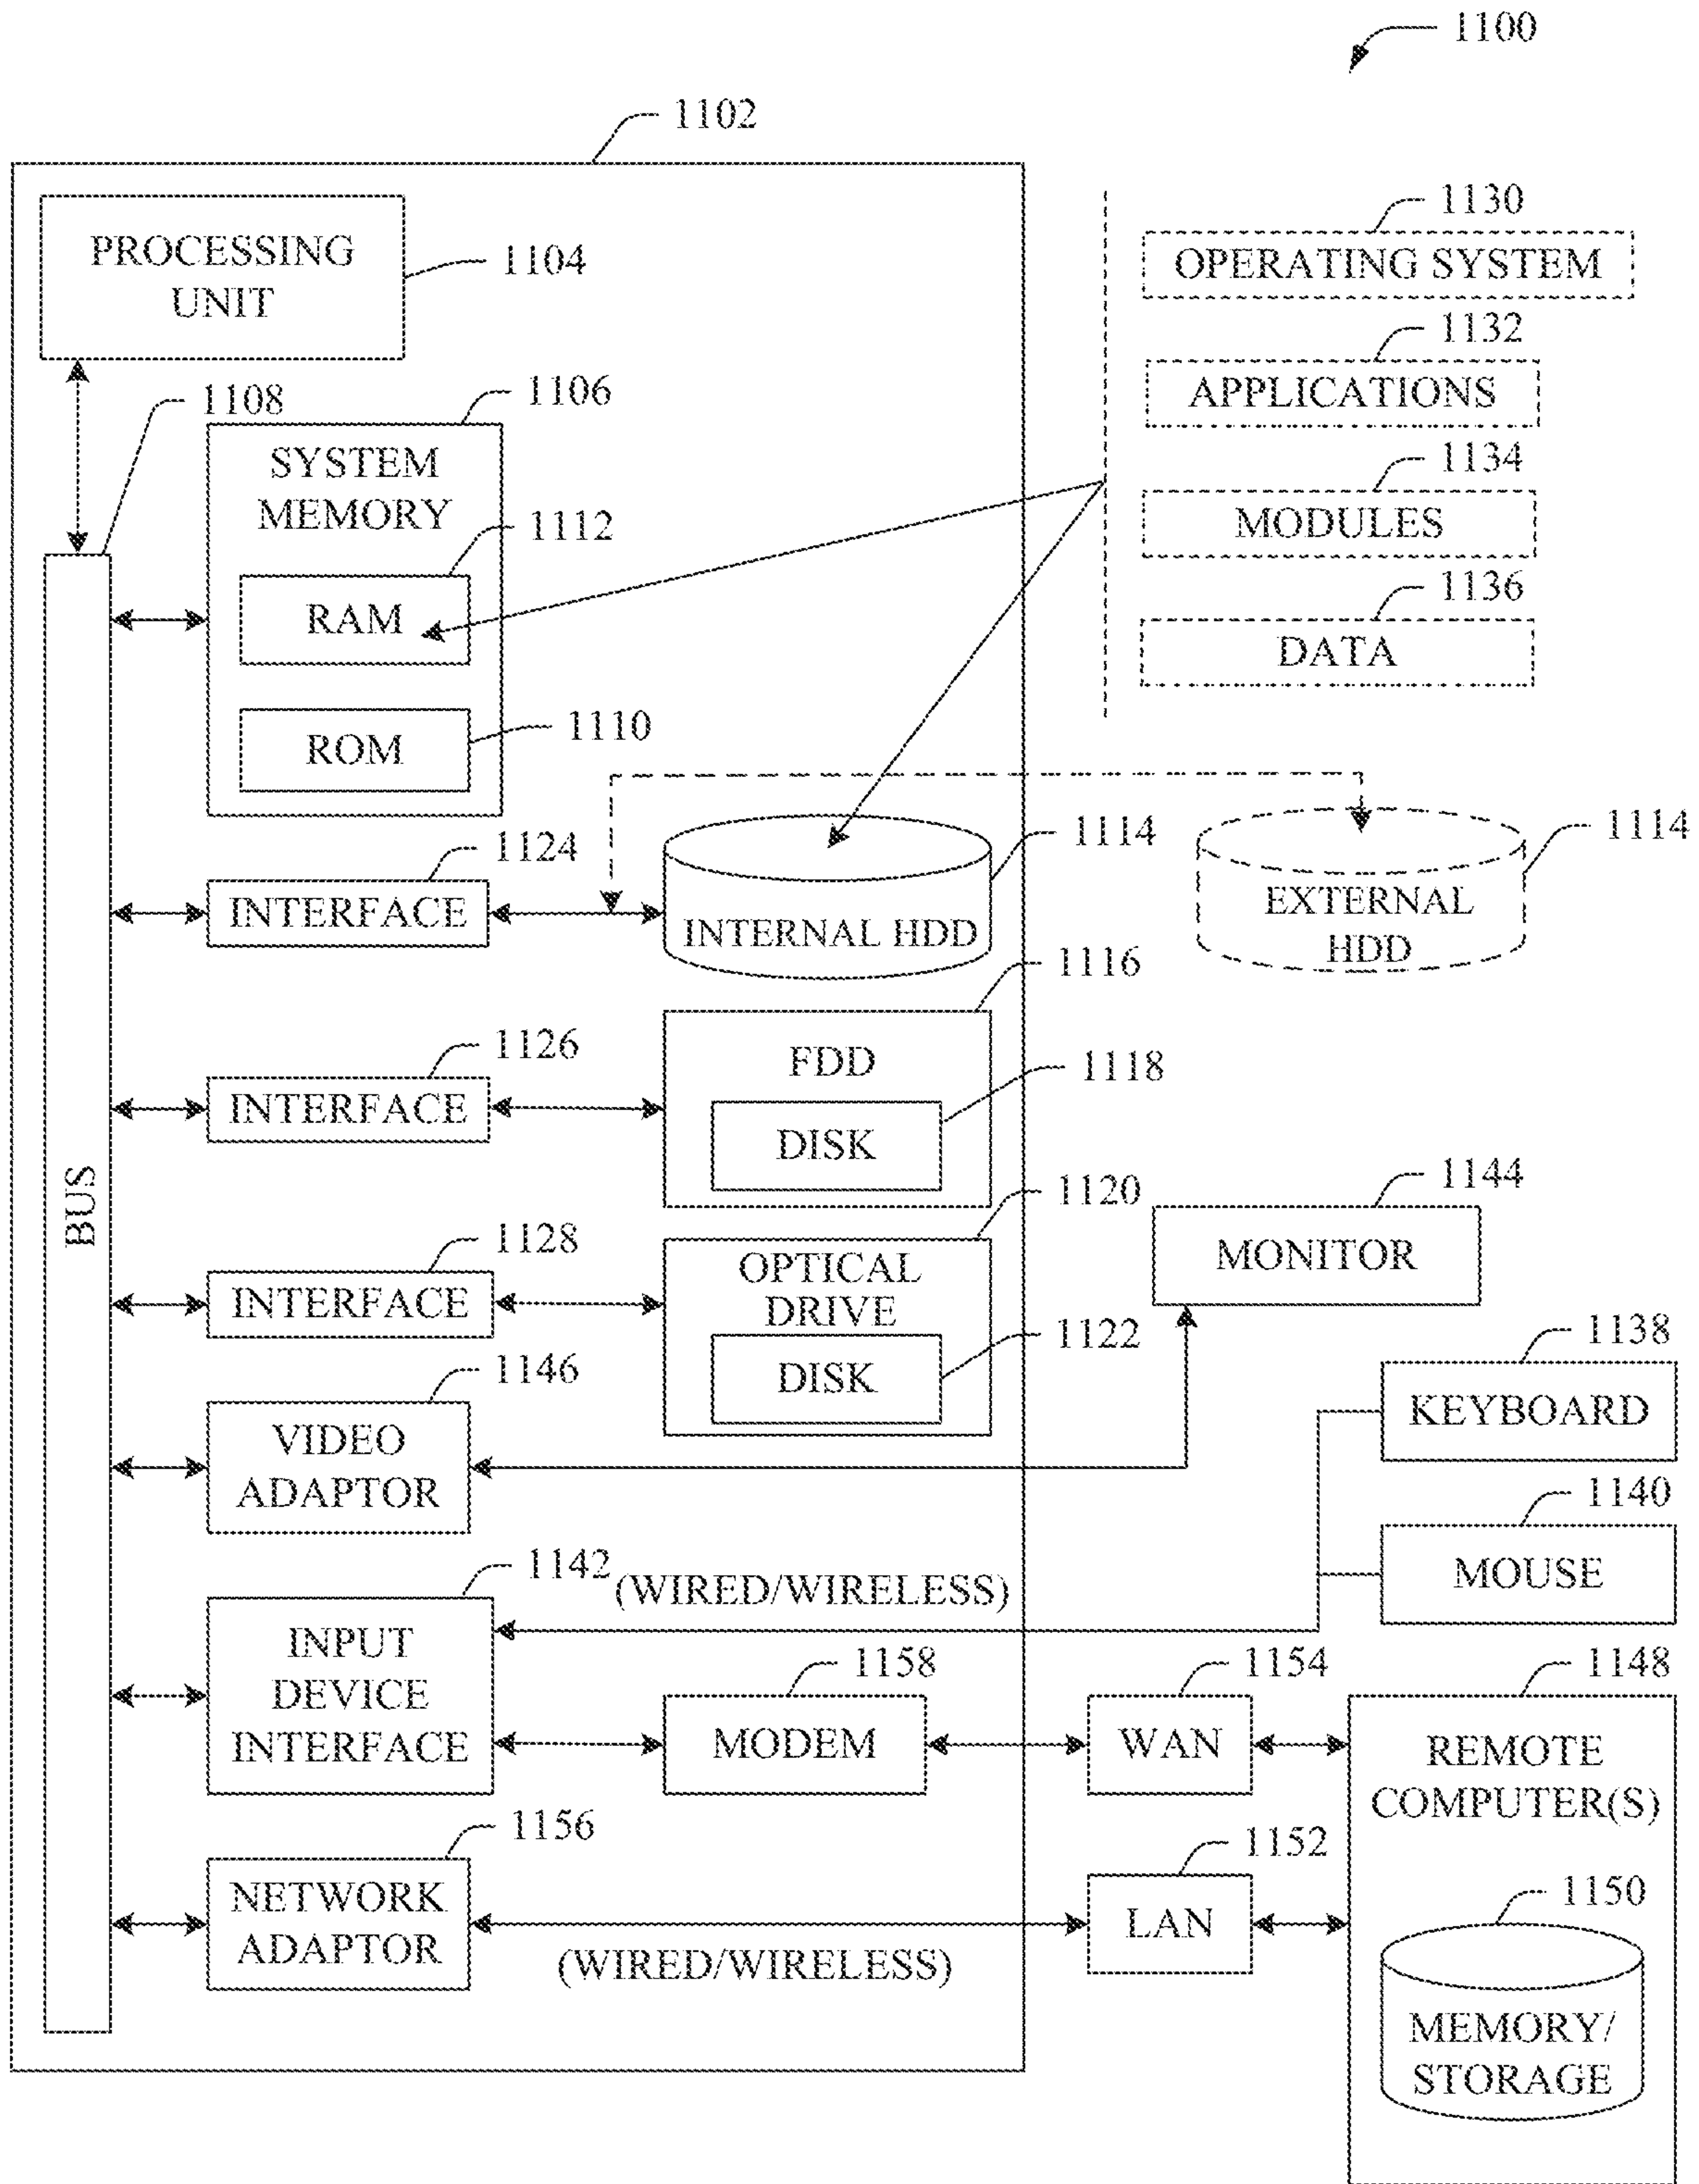 1100
1102
PROCESSING
UNIT
1104
1130
OPERATING SYSTEM
1132
APPLICATIONS
1134
MODULES
1136
DATA
1108
1106
SYSTEM
MEMORY
1112
RAM
1110
ROM
BUS
1124
INTERFACE
1114
INTERNAL HDD
1114
EXTERNAL
HDD
1126
INTERFACE
1116
FDD
1118
DISK
1128
INTERFACE
1120
OPTICAL
DRIVE
1122
DISK
1144
MONITOR
1138
KEYBOARD
1146
VIDEO
ADAPTOR
1140
MOUSE
1142
(WIRED/WIRELESS)
INPUT
DEVICE
INTERFACE
1158
MODEM
1154
WAN
1148
REMOTE
COMPUTER(S)
1156
NETWORK
ADAPTOR
(WIRED/WIRELESS)
1152
LAN
1150
MEMORY/
STORAGE